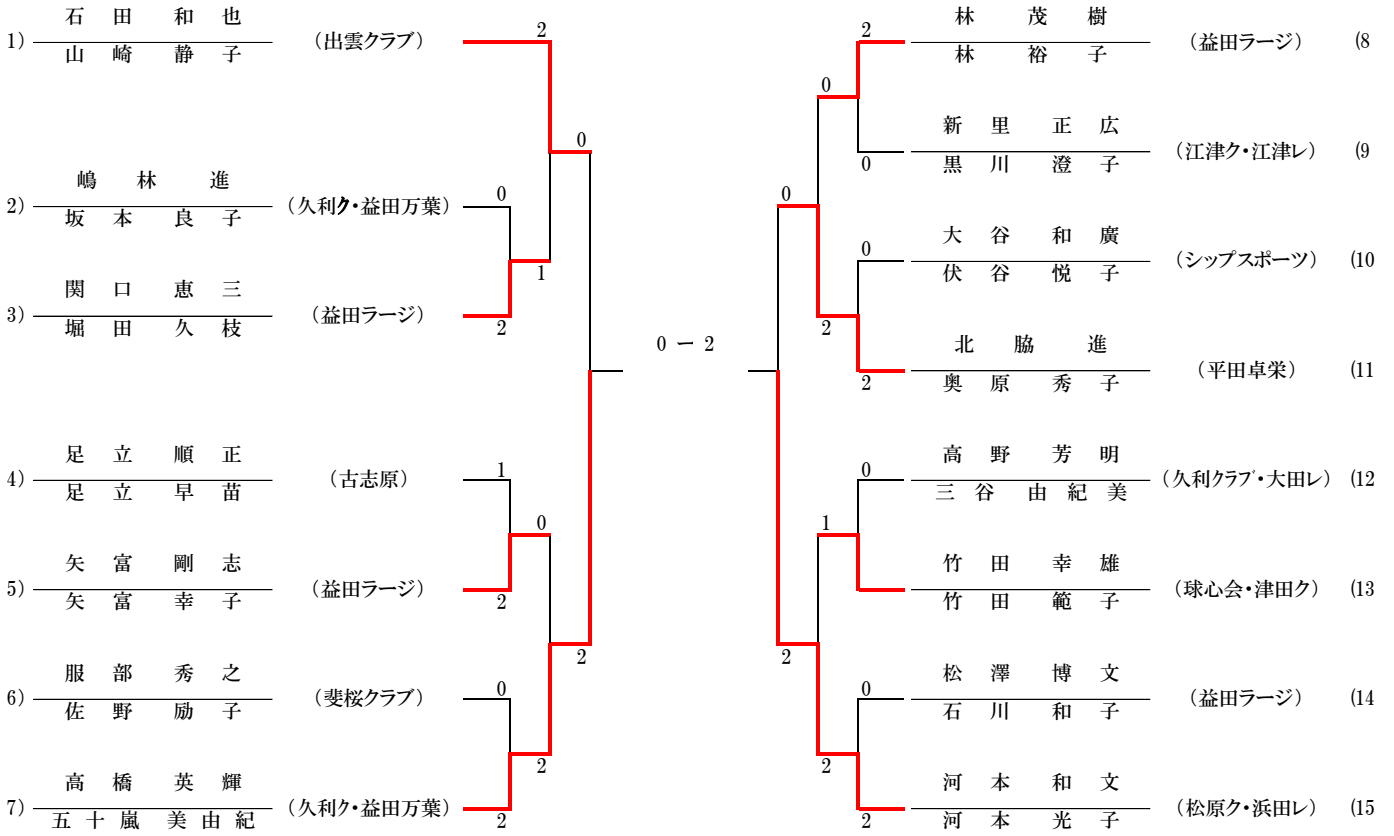 1) 石田 和也
山崎 静子
(出雲クラブ)
2
2) 嶋林 進
坂本 良子
(久利ク・益田万葉)
0
3) 関口 恵三
堀田 久枝
(益田ラージ)
2
1
0
4) 足立 順正
足立 早苗
(古志原)
1
5) 矢富 剛志
矢富 幸子
(益田ラージ)
2
0
6) 服部 秀之
佐野 励子
(斐桜クラブ)
0
7) 高橋 英輝
五十嵐 美由紀
(久利ク・益田万葉)
2
2
2
0 ー 2
林 茂樹
林 裕子
(益田ラージ) (8
2
新里 正広
黒川 澄子
(江津ク・江津レ) (9
0
0
大谷 和廣
伏谷 悦子
(シップスポーツ) (10
0
北脇 進
奥原 秀子
(平田卓栄) (11
2
2
0
高野 芳明
三谷 由紀美
(久利クラブ・大田レ) (12
0
竹田 幸雄
竹田 範子
(球心会・津田ク) (13
1
松澤 博文
石川 和子
(益田ラージ) (14
0
河本 和文
河本 光子
(松原ク・浜田レ) (15
2
2
2